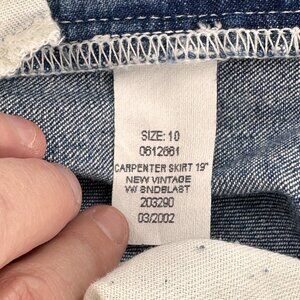 SIZE: 10
0612661
CARPENTER SKIRT 19"
NEW VINTAGE
VW SNDBLAST
203290
03/2002